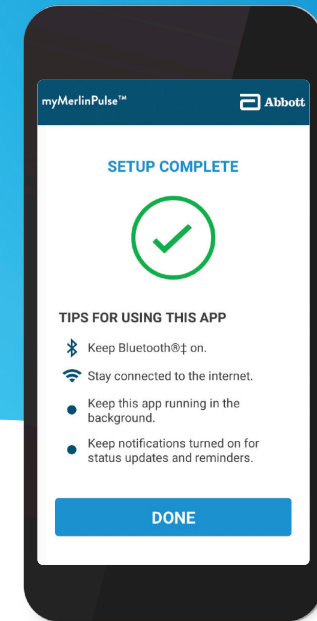 myMerlinPulse™ Abbott
SETUP COMPLETE
TIPS FOR USING THIS APP
Keep Bluetooth®‡ on.
Stay connected to the internet.
Keep this app running in the
background.
Keep notifications turned on for
status updates and reminders.
DONE